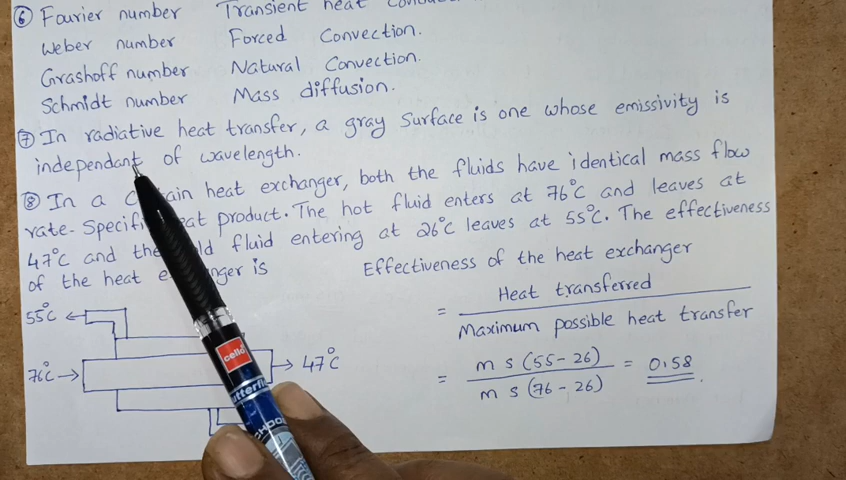 ⑥ Fourier number Transient heat
Weber number Forced Convection.
Grashoff number Natural Convection.
Schmidt number Mass diffusion.
⑦ In radiative heat transfer, a gray Surface is one whose emissivity is
independant of wavelength.
⑧ In a heat exchanger, both the fluids have identical mass flow
rate- product. The hot fluid enters at 76°C and leaves at
47°C and the fluid entering at 26°C leaves at 55°C. The effectiveness
of the heat is
Effectiveness of the heat exchanger
= Heat transferred
Maximum possible heat transfer
= m s (55-26) = 0.58.
m s (76-26)
55°C
76°C
47°C
cello
Butterflow